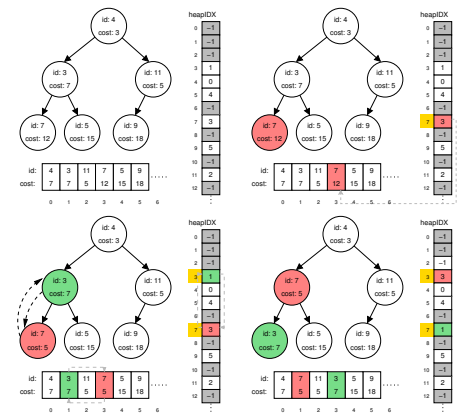 heapIDX
id: 4
cost: 3
id: 3
cost: 7
id: 11
cost: 5
id: 7
cost: 12
id: 5
cost: 15
id: 9
cost: 18
0 −1
1 −1
2 −1
3 1
4 0
5 4
6 −1
7 3
8 −1
9 5
10 −1
11 2
12 −1
id: 4 3 11 7 5 9 .....
cost: 7 7 5 12 15 18
0 1 2 3 4 5 6
heapIDX
id: 4
cost: 3
id: 3
cost: 7
id: 11
cost: 5
id: 7
cost: 12
id: 5
cost: 15
id: 9
cost: 18
0 −1
1 −1
2 −1
3 1
4 0
5 4
6 −1
7 3
8 −1
9 5
10 −1
11 2
12 −1
id: 4 3 11 7 5 9 .....
cost: 7 7 5 12 15 18
0 1 2 3 4 5 6
heapIDX
id: 4
cost: 3
id: 3
cost: 7
id: 11
cost: 5
id: 7
cost: 5
id: 5
cost: 15
id: 9
cost: 18
0 −1
1 −1
2 −1
3 1
4 0
5 4
6 −1
7 3
8 −1
9 5
10 −1
11 2
12 −1
id: 4 3 11 7 5 9 .....
cost: 7 7 5 5 15 18
0 1 2 3 4 5 6
heapIDX
id: 4
cost: 3
id: 7
cost: 5
id: 11
cost: 5
id: 3
cost: 7
id: 5
cost: 15
id: 9
cost: 18
0 −1
1 −1
2 −1
3 3
4 0
5 4
6 −1
7 1
8 −1
9 5
10 −1
11 2
12 −1
id: 4 7 11 3 5 9 .....
cost: 7 5 5 7 15 18
0 1 2 3 4 5 6